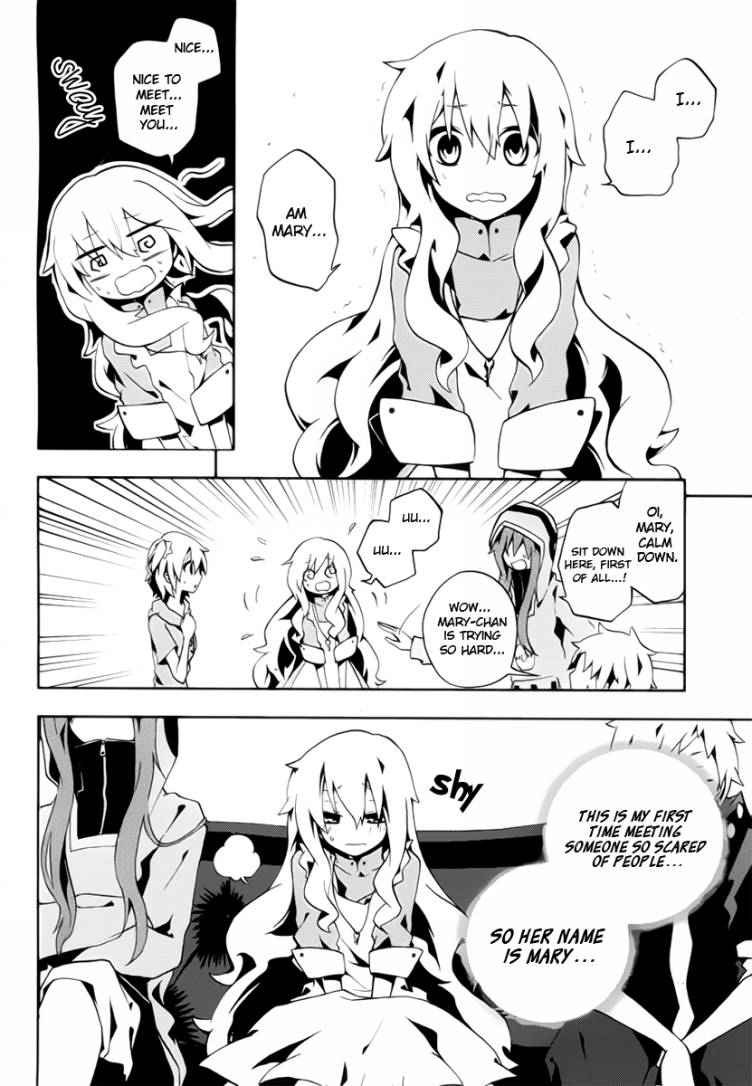 I...
I...
AM
MARY...
NICE...
NICE TO
MEET...
MEET
YOU...
sway
OI,
MARY,
CALM
DOWN.
SIT DOWN
HERE, FIRST
OF ALL...!
UU...
UU...
WOW...
MARY-CHAN
IS TRYING
SO HARD...
shy
THIS IS MY FIRST
TIME MEETING
SOMEONE SO SCARED
OF PEOPLE...
SO HER NAME
IS MARY...